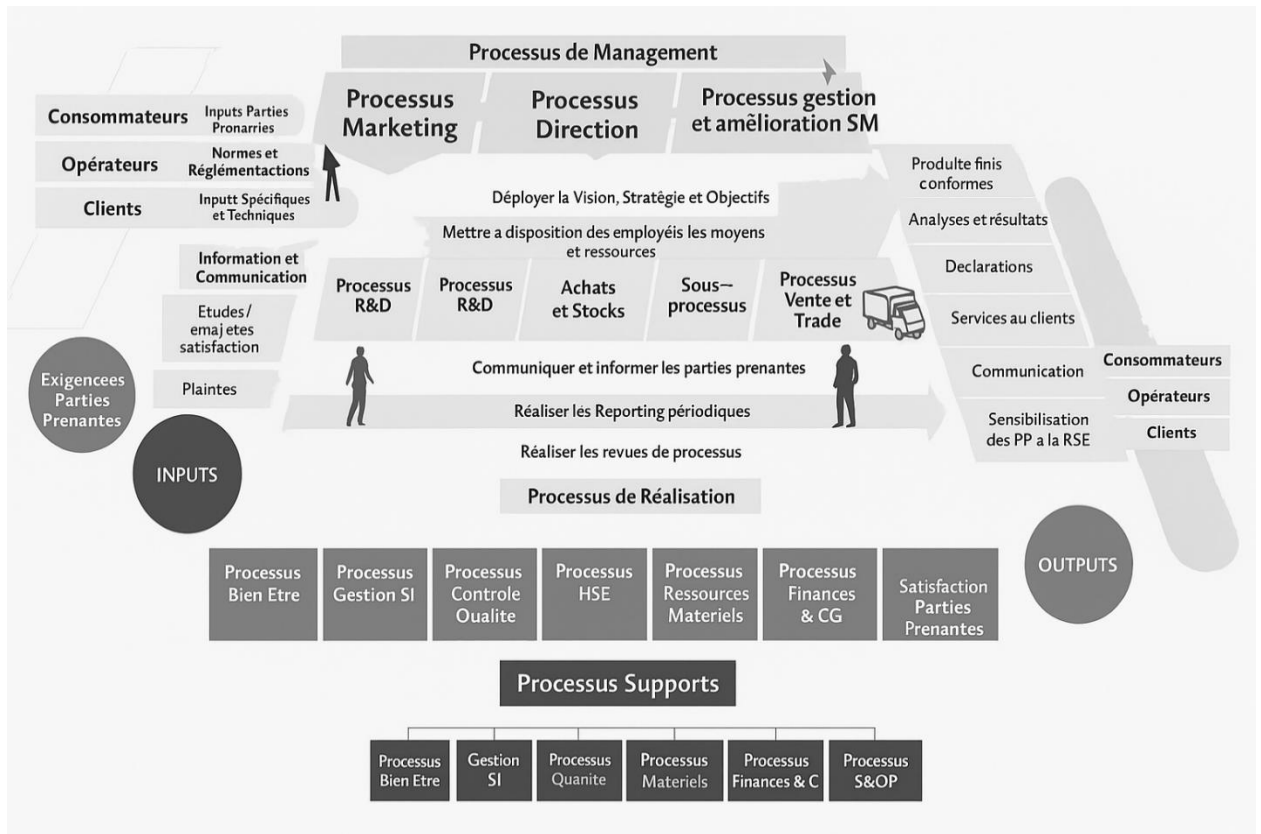 Processus de Management
Processus
Marketing
Processus
Direction
Processus gestion
et amèlioration SM
Consommateurs
Inputs Parties
Pronarries
Opérateurs
Normes et
Réglémentactions
Clients
Inputt Spécifiques
et Techniques
Information et
Communication
Etudes/
emaj etes
satisfaction
Plaintes
Exigencees
Parties
Prenantes
INPUTS
Déployer la Vision, Stratêgie et Objectifs
Mettre a disposition des employéis les moyens
et ressources
Processus
R&D
Processus
R&D
Achats
et Stocks
Sous–
processus
Processus
Vente et
Trade
Communiquer et informer les parties prenantes
Réaliser lės Reporting périodiques
Réaliser les revues de processus
Processus de Réalisation
Produlte finis
conformes
Analyses et résultats
Declarations
Services au clients
Communication
Sensibilisation
des PP a la RSE
Consommateurs
Opérateurs
Clients
OUTPUTS
Processus
Bien Etre
Processus
Gestion SI
Processus
Controle
Oualite
Processus
HSE
Processus
Ressources
Materiels
Processus
Finances
& CG
Satisfaction
Parties
Prenantes
Processus Supports
Processus
Bien Etre
Gestion
SI
Processus
Quanite
Processus
Materiels
Processus
Finances & C
Processus
S&OP